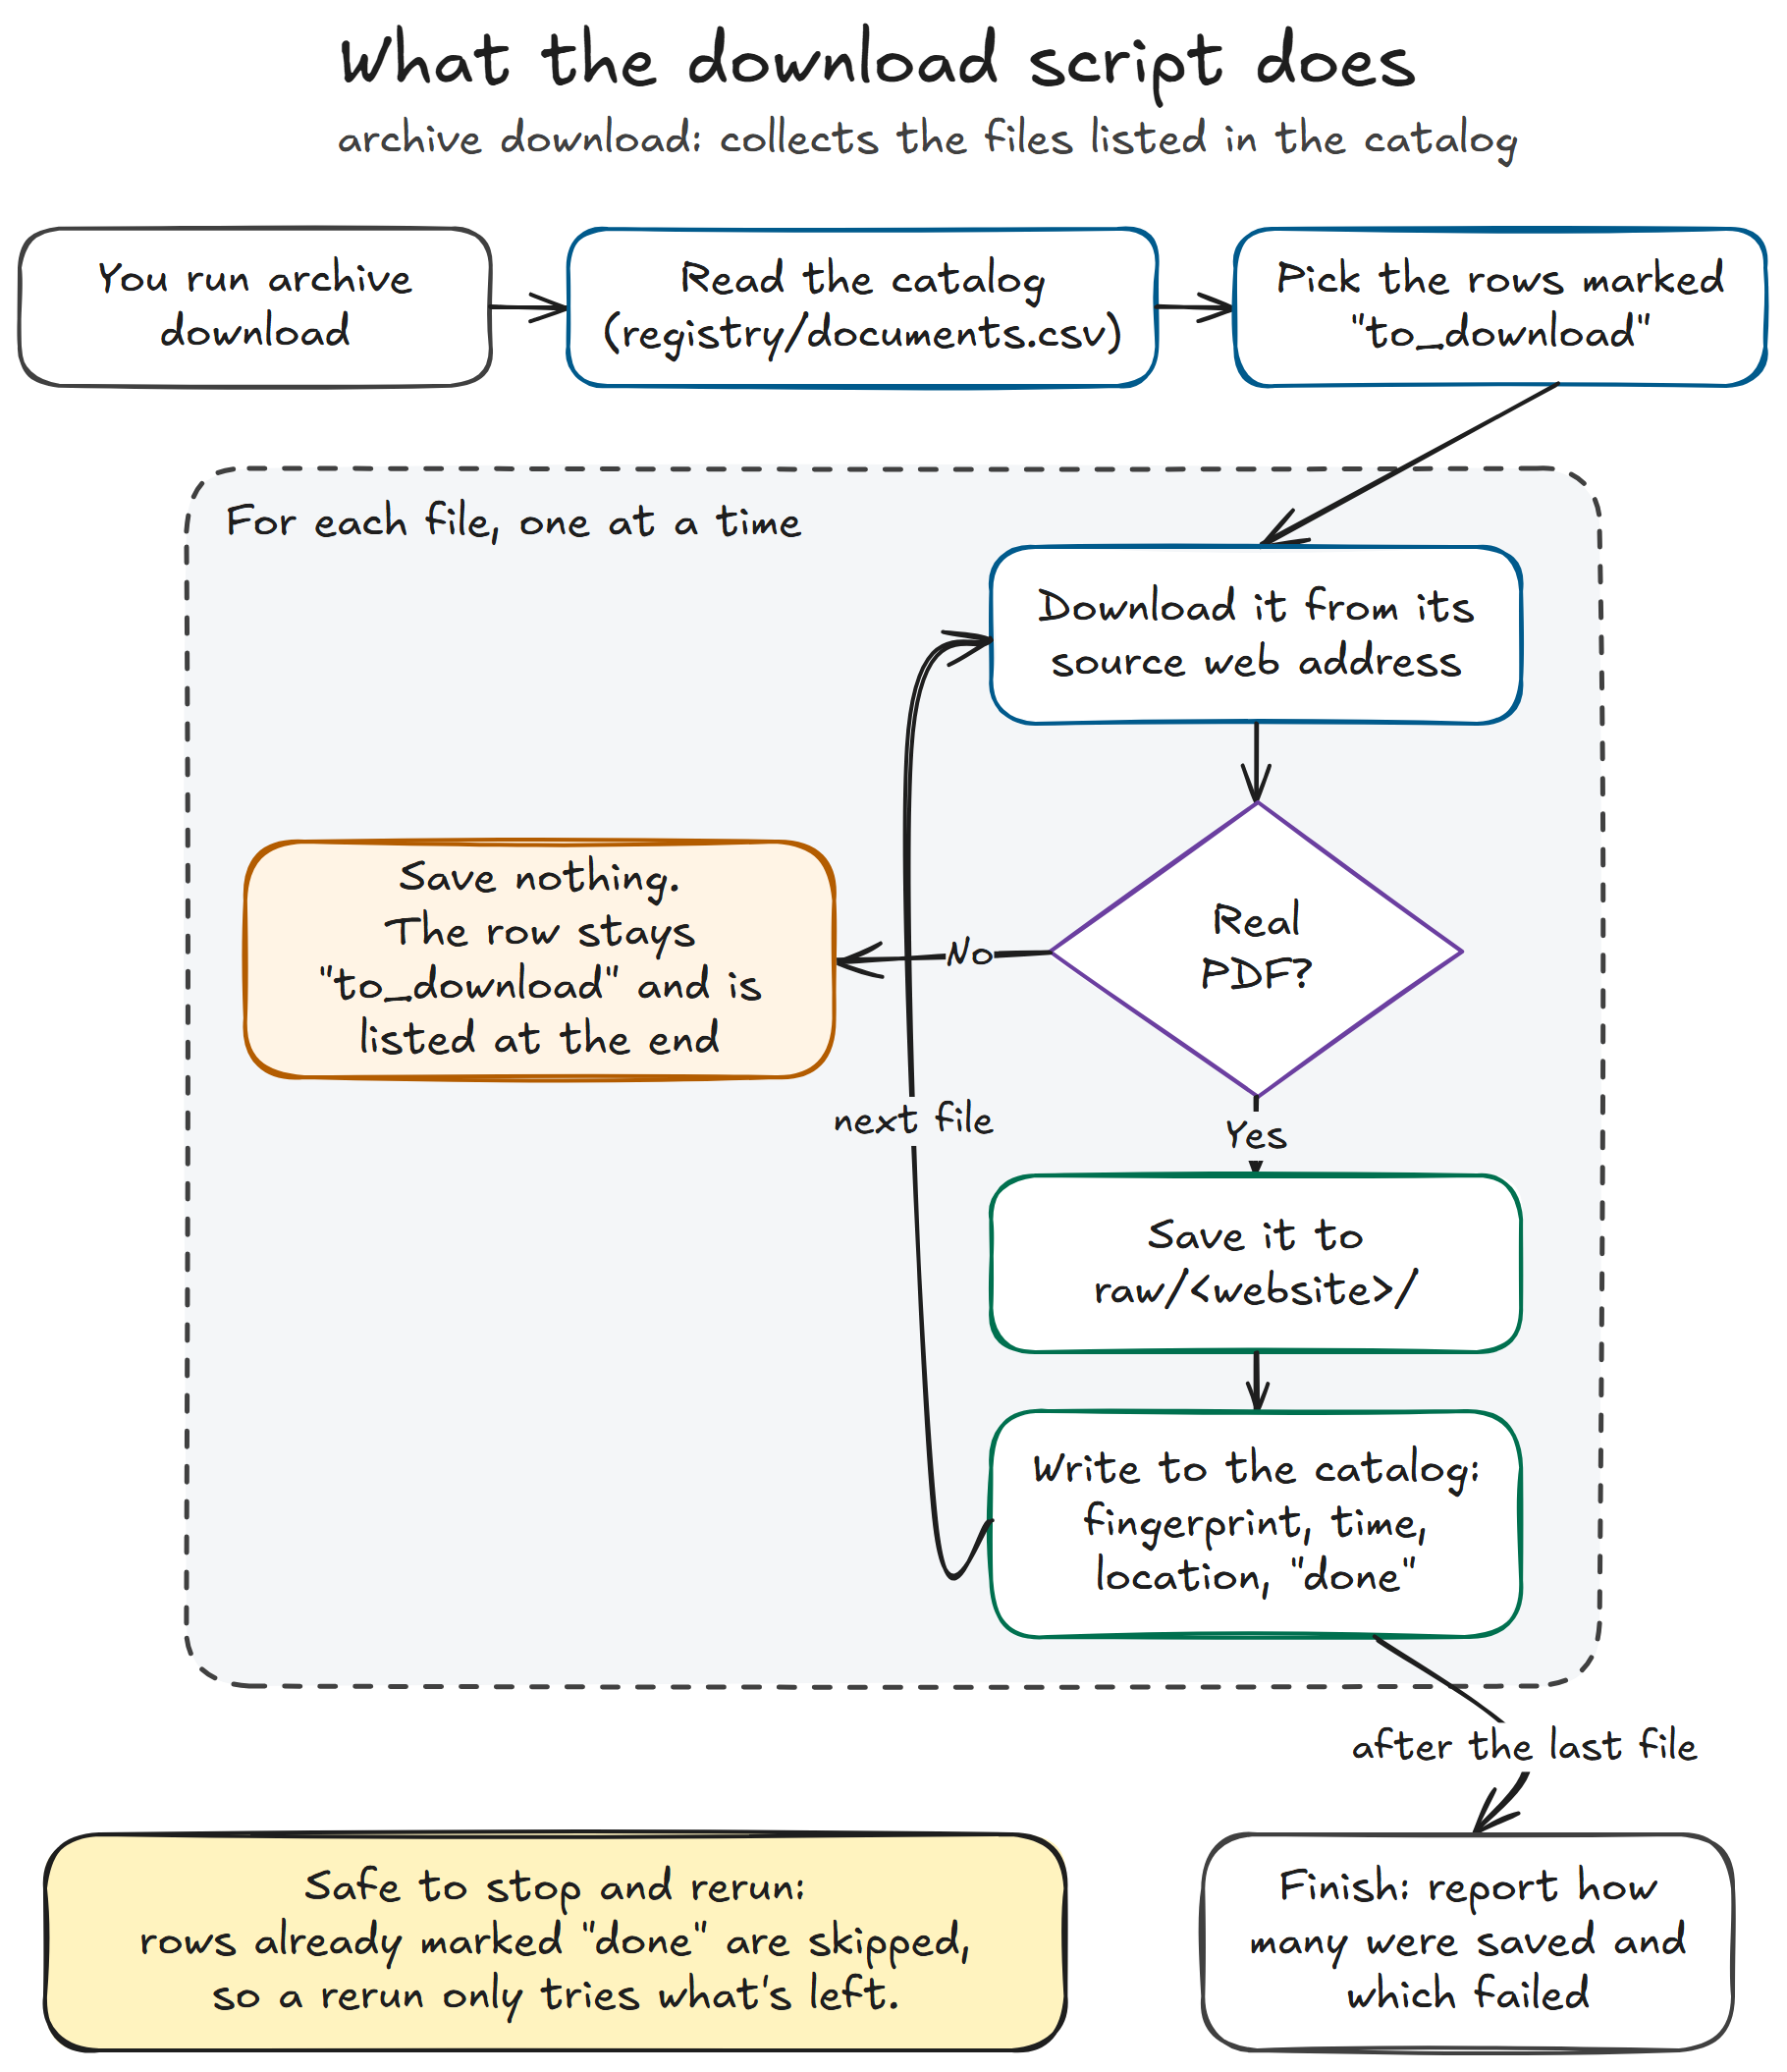 What the download script does
archive download: collects the files listed in the catalog
You run archive
download
Read the catalog
(registry/documents.csv)
Pick the rows marked
"to_download"
For each file, one at a time
Download it from its
source web address
Real
PDF?
No
Save nothing.
The row stays
"to_download" and is
listed at the end
next file
Yes
Save it to
raw/<website>/
Write to the catalog:
fingerprint, time,
location, "done"
after the last file
Safe to stop and rerun:
rows already marked "done" are skipped,
so a rerun only tries what's left.
Finish: report how
many were saved and
which failed